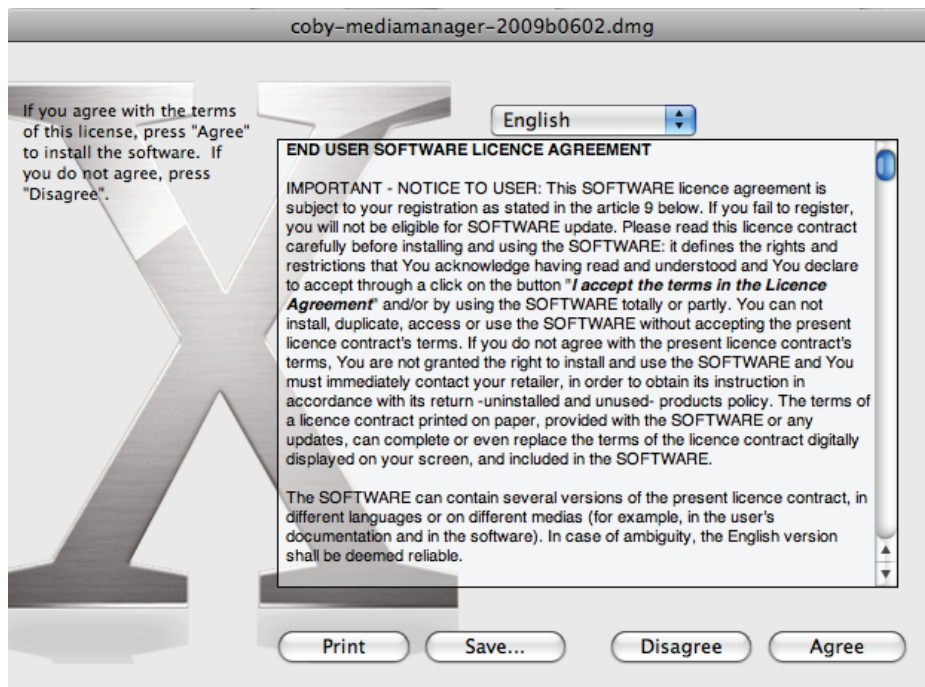 coby-mediamanager-2009b0602.dmg
If you agree with the terms
of this license, press "Agree"
to install the software.  If
you do not agree, press
"Disagree".
English
END USER SOFTWARE LICENCE AGREEMENT
IMPORTANT - NOTICE TO USER: This SOFTWARE licence agreement is
subject to your registration as stated in the article 9 below. If you fail to register,
you will not be eligible for SOFTWARE update. Please read this licence contract
carefully before installing and using the SOFTWARE: it defines the rights and
restrictions that You acknowledge having read and understood and You declare
to accept through a click on the button "I accept the terms in the Licence
Agreement" and/or by using the SOFTWARE totally or partly. You can not
install, duplicate, access or use the SOFTWARE without accepting the present
licence contract's terms. If you do not agree with the present licence contract's
terms, You are not granted the right to install and use the SOFTWARE and You
must immediately contact your retailer, in order to obtain its instruction in
accordance with its return -uninstalled and unused- products policy. The terms of
a licence contract printed on paper, provided with the SOFTWARE or any
updates, can complete or even replace the terms of the licence contract digitally
displayed on your screen, and included in the SOFTWARE.
The SOFTWARE can contain several versions of the present licence contract, in
different languages or on different medias (for example, in the user's
documentation and in the software). In case of ambiguity, the English version
shall be deemed reliable.
Print
Save...
Disagree
Agree